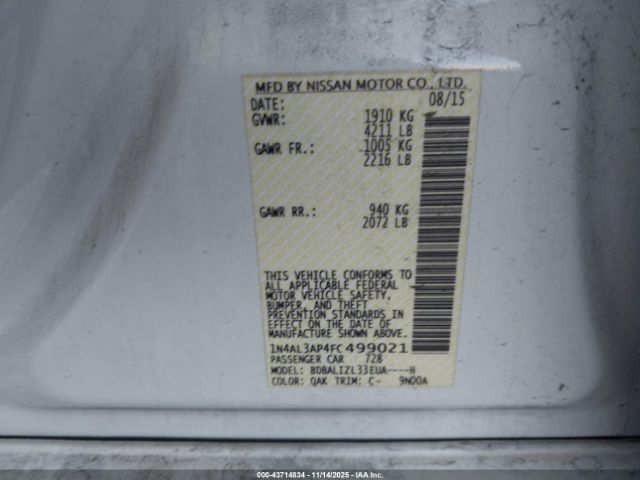 MFD BY NISSAN MOTOR CO., LTD.
DATE: 08/15
GVWR: 1910 KG
4211 LB
GAWR FR.: 1005 KG
2216 LB
GAWR RR.: 940 KG
2072 LB
THIS VEHICLE CONFORMS TO
ALL APPLICABLE FEDERAL
MOTOR VEHICLE SAFETY,
BUMPER, AND THEFT
PREVENTION STANDARDS IN
EFFECT ON THE DATE OF
MANUFACTURE SHOWN ABOVE.
1N4AL3AP4FC499021
PASSENGER CAR 728
MODEL: BDBALIZL33EUA----H
COLOR: QAK TRIM: C- 9N00A
00-43714834 - 11/14/2025 - IAA Inc.